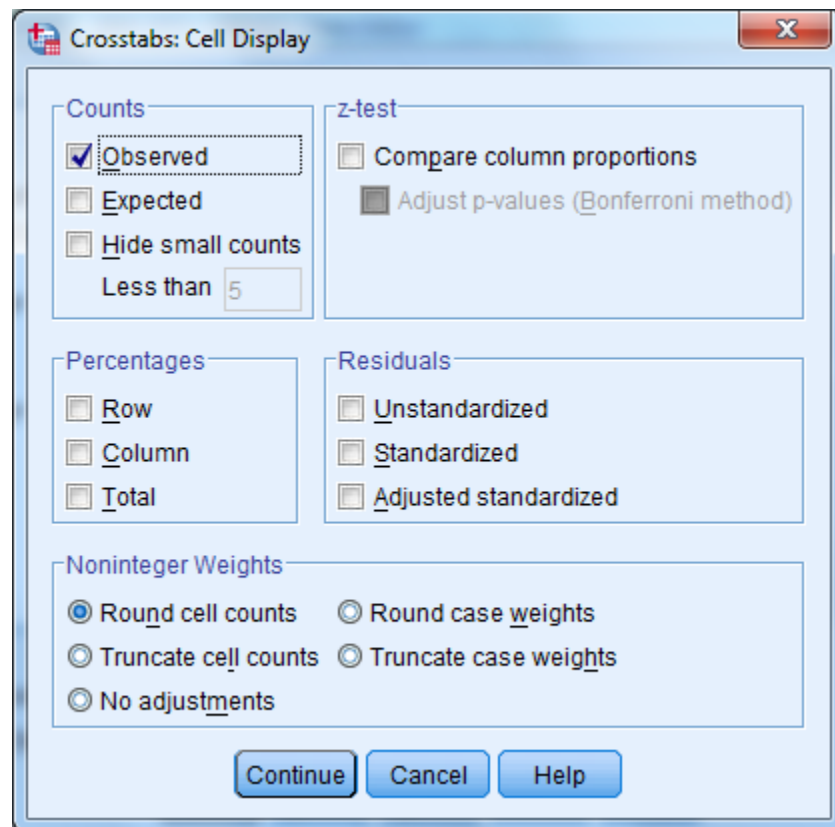 Crosstabs: Cell Display
Counts
Observed
Expected
Hide small counts
Less than 5
z-test
Compare column proportions
Adjust p-values (Bonferroni method)
Percentages
Row
Column
Total
Residuals
Unstandardized
Standardized
Adjusted standardized
Noninteger Weights
Round cell counts
Round case weights
Truncate cell counts
Truncate case weights
No adjustments
Continue
Cancel
Help